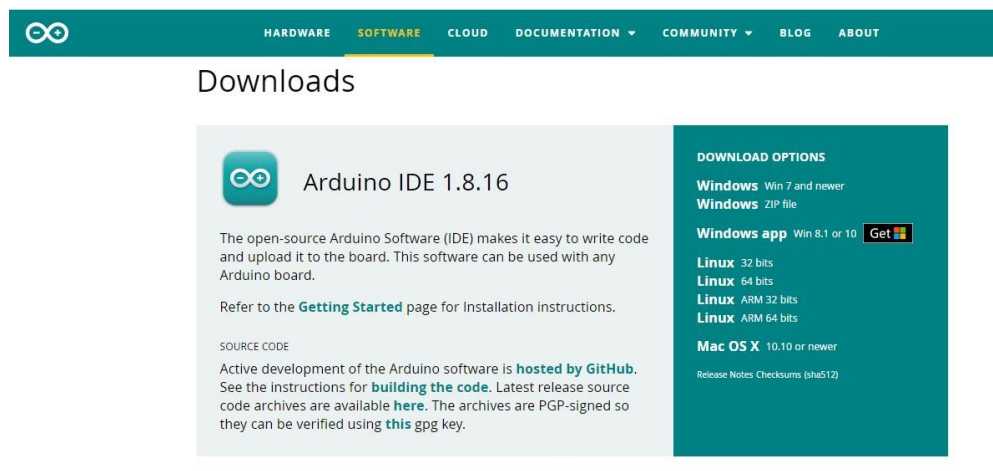 HARDWARE SOFTWARE CLOUD DOCUMENTATION COMMUNITY BLOG ABOUT
Downloads
Arduino IDE 1.8.16
The open-source Arduino Software (IDE) makes it easy to write code
and upload it to the board. This software can be used with any
Arduino board.
Refer to the Getting Started page for Installation instructions.
SOURCE CODE
Active development of the Arduino software is hosted by GitHub.
See the instructions for building the code. Latest release source
code archives are available here. The archives are PGP-signed so
they can be verified using this gpg key.
DOWNLOAD OPTIONS
Windows Win 7 and newer
Windows ZIP file
Windows app Win 8.1 or 10 Get
Linux 32 bits
Linux 64 bits
Linux ARM 32 bits
Linux ARM 64 bits
Mac OS X 10.10 or newer
Release Notes Checksums (sha512)